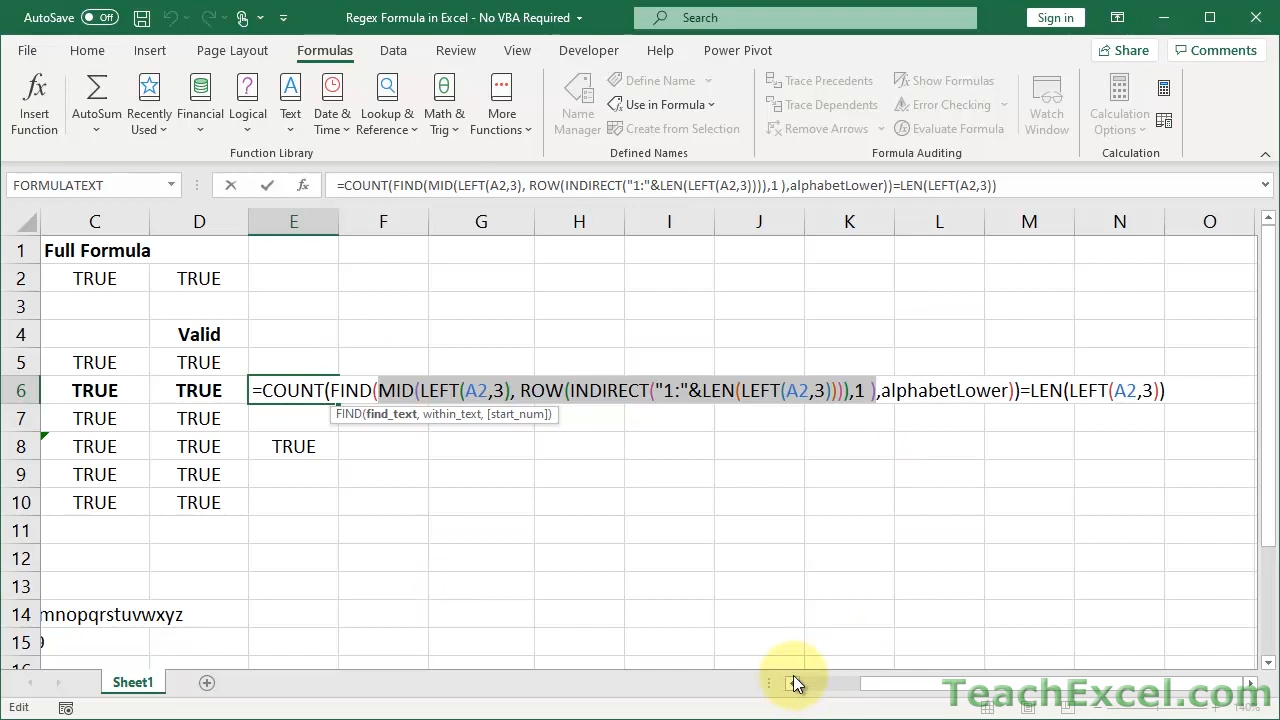 AutoSave Off Regex Formula in Excel - No VBA Required Search Sign in
File Home Insert Page Layout Formulas Data Review View Developer Help Power Pivot Share Comments
fx Insert Function
AutoSum
Recently Used
Financial
Logical
Text
Date & Time
Lookup & Reference
Math & Trig
More Functions
Function Library
Name Manager
Define Name
Use in Formula
Create from Selection
Defined Names
Trace Precedents
Trace Dependents
Remove Arrows
Show Formulas
Error Checking
Evaluate Formula
Formula Auditing
Watch Window
Calculation Options
Calculation
FORMULATEXT fx =COUNT(FIND(MID(LEFT(A2,3), ROW(INDIRECT("1:"&LEN(LEFT(A2,3)))),1 ),alphabetLower))=LEN(LEFT(A2,3))
C D E F G H I J K L M N O
1 Full Formula
2 TRUE TRUE
3
4 Valid
5 TRUE TRUE
6 TRUE TRUE =COUNT(FIND(MID(LEFT(A2,3), ROW(INDIRECT("1:"&LEN(LEFT(A2,3)))),1 ),alphabetLower))=LEN(LEFT(A2,3))
FIND(find_text, within_text, [start_num])
7 TRUE TRUE
8 TRUE TRUE TRUE
9 TRUE TRUE
10 TRUE TRUE
11
12
13
14 mnopqrstuvwxyz
15
Sheet1
TeachExcel.com
Edit